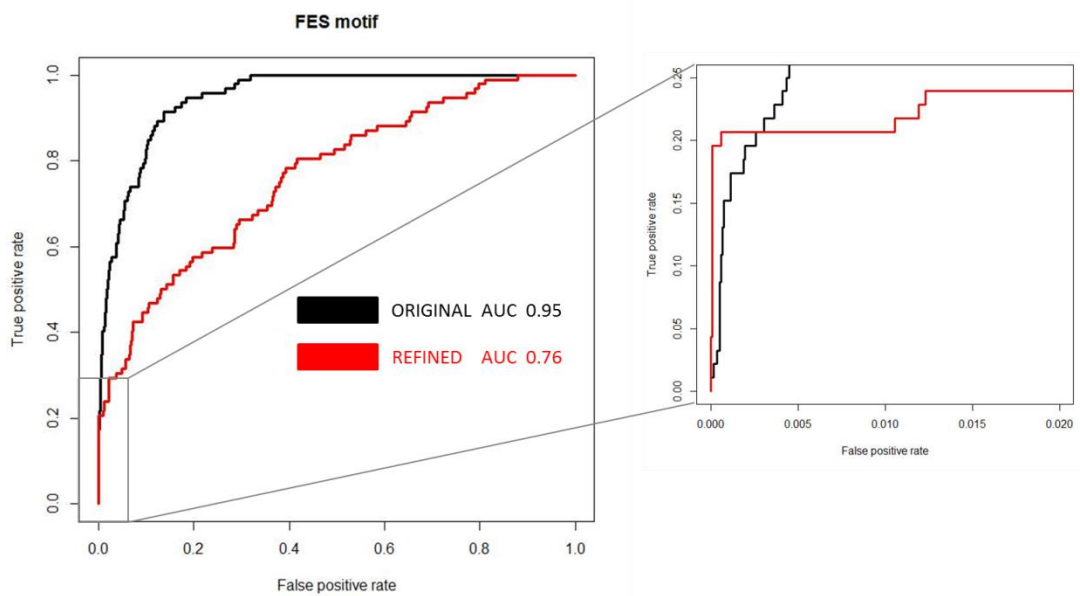 FES motif
True positive rate
1.0
0.8
0.6
0.4
0.2
0.0
0.0 0.2 0.4 0.6 0.8 1.0
False positive rate
ORIGINAL AUC 0.95
REFINED AUC 0.76
True positive rate
0.25
0.20
0.15
0.10
0.05
0.00
0.000 0.005 0.010 0.015 0.020
False positive rate